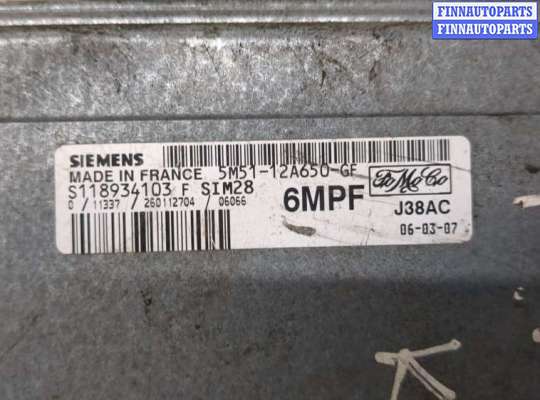 FINNAUTOPARTS
FINNAUTOPARTS
SIEMENS
MADE IN FRANCE 5M51-12A650-GF
S118934103 F SIM28
0 / 11337 / 260112704 / 06066
6MPF
FoMoCo
J38AC
06-03-07